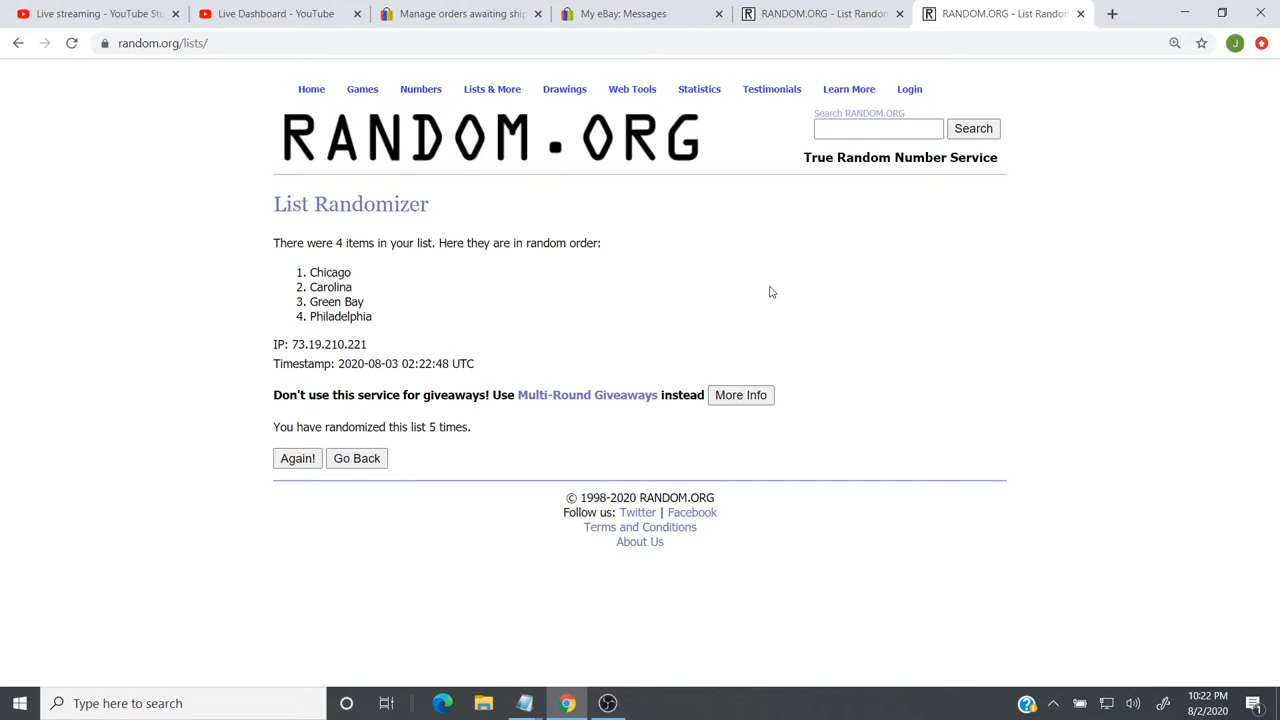 Live streaming - YouTube Stu
Live Dashboard - YouTube
Manage orders awaiting ship
My eBay: Messages
RANDOM.ORG - List Random
RANDOM.ORG - List Random
random.org/lists/
J
Home Games Numbers Lists & More Drawings Web Tools Statistics Testimonials Learn More Login
RANDOM.ORG
Search RANDOM.ORG
Search
True Random Number Service
List Randomizer
There were 4 items in your list. Here they are in random order:
1. Chicago
2. Carolina
3. Green Bay
4. Philadelphia
IP: 73.19.210.221
Timestamp: 2020-08-03 02:22:48 UTC
Don't use this service for giveaways! Use Multi-Round Giveaways instead More Info
You have randomized this list 5 times.
Again! Go Back
© 1998-2020 RANDOM.ORG
Follow us: Twitter | Facebook
Terms and Conditions
About Us
Type here to search
10:22 PM
8/2/2020
1